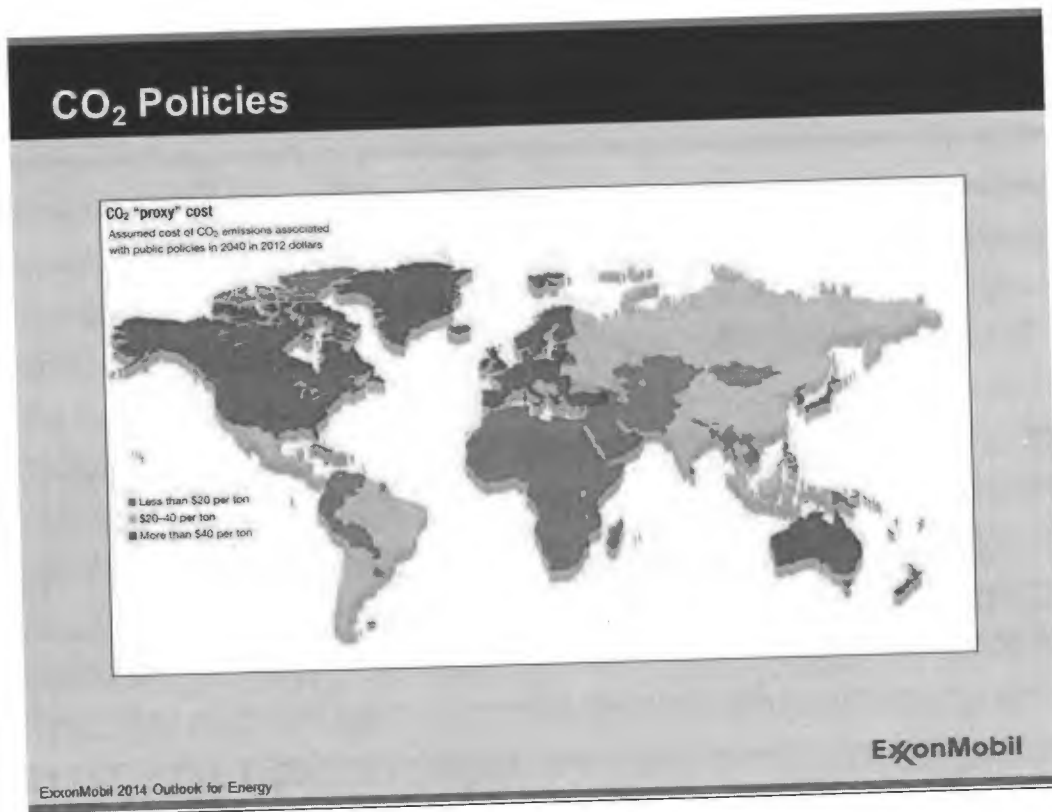 CO₂ Policies
CO₂ "proxy" cost
Assumed cost of CO₂ emissions associated
with public policies in 2040 in 2012 dollars
Less than $20 per ton
$20–40 per ton
More than $40 per ton
ExxonMobil
ExxonMobil 2014 Outlook for Energy